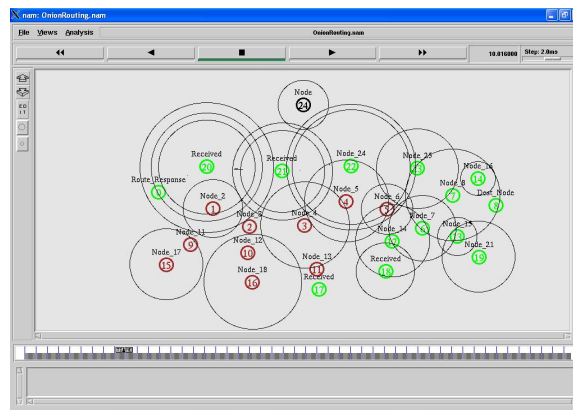 nam: OnionRouting.nam
File Views Analysis OnionRouting.nam
10.016000 Step: 2.0ms
Node
24
Received
20
Received
21
Node_24
22
Node_25
Node_16
14
Route_Response
0
Node_8
7
Dest_Node
8
Node_2
1
Node_5
4
Node_6
5
Node_3
2
Node_4
3
Node_7
6
Node_15
13
Node_11
9
Node_14
Node_12
10
Node_21
19
Node_17
15
Node_13
11
Received
18
Node_18
16
Received
17